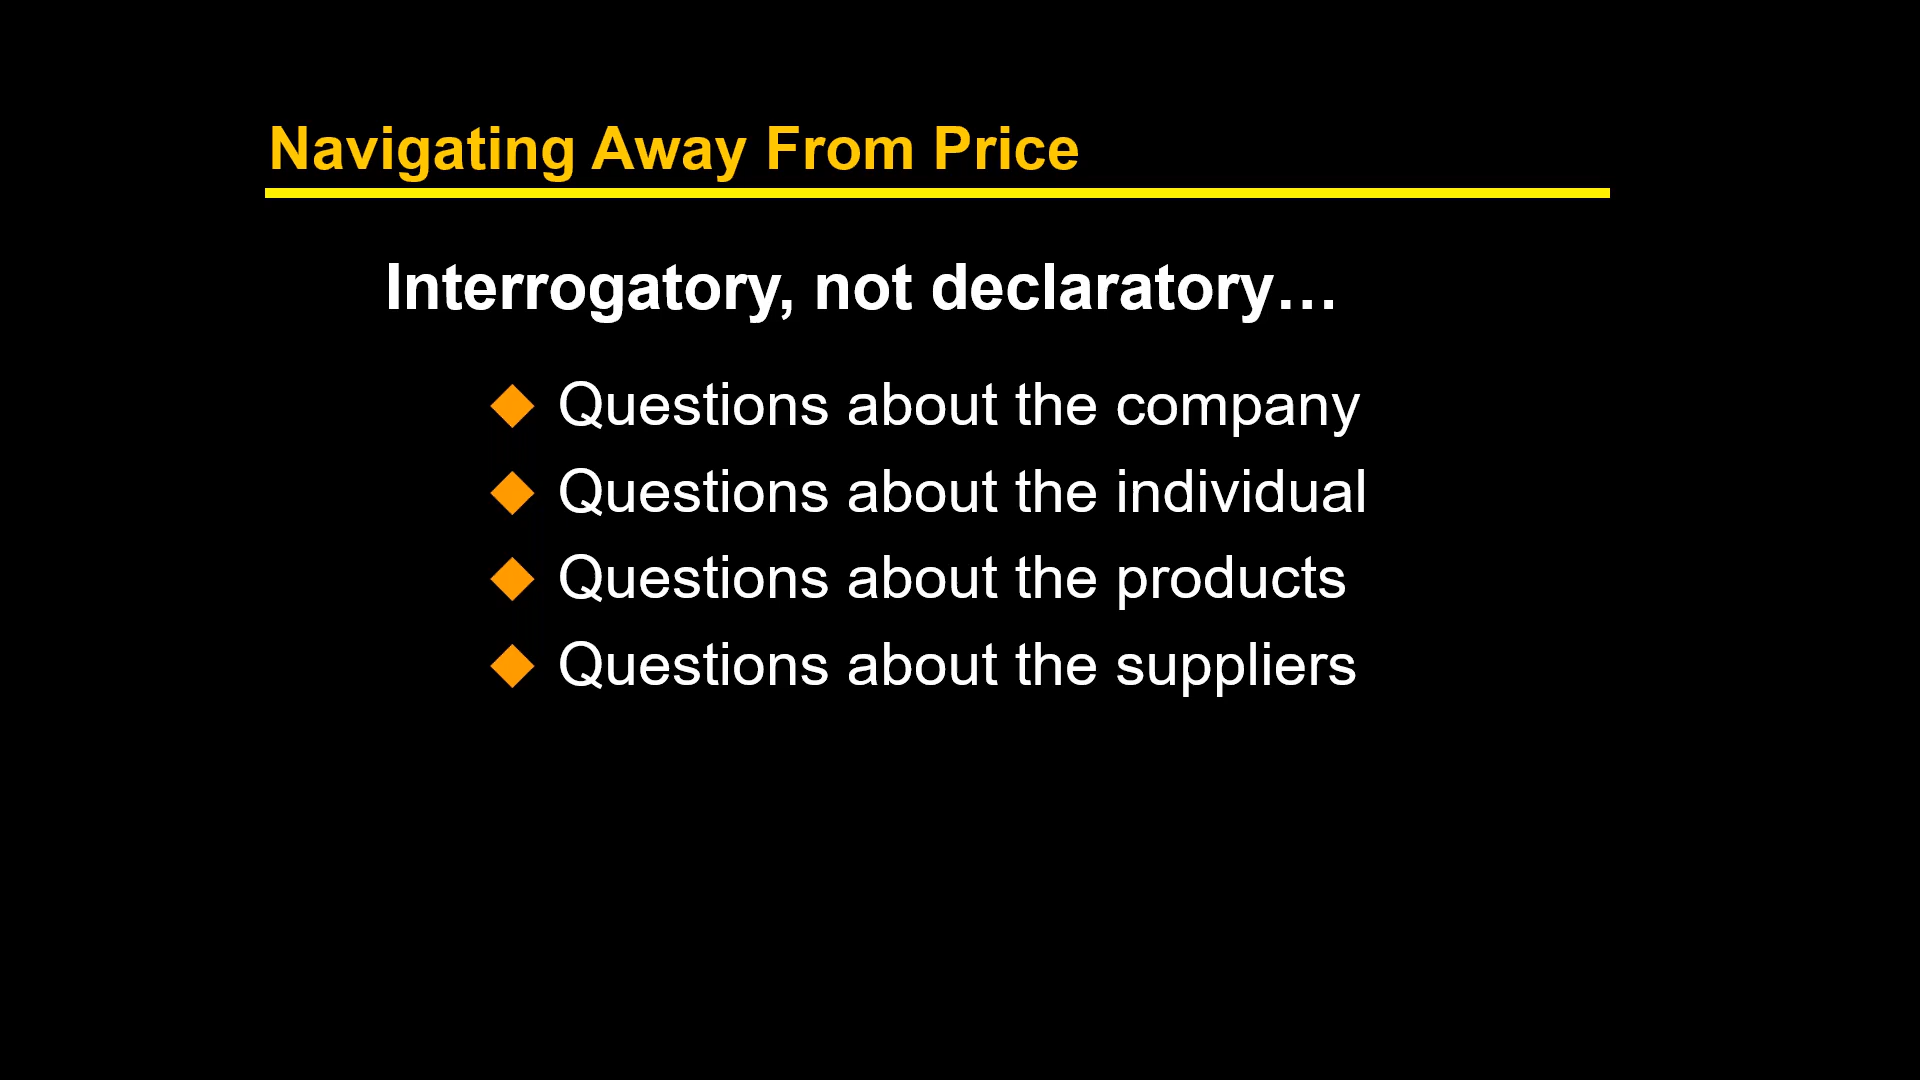 Navigating Away From Price
Interrogatory, not declaratory…
◆ Questions about the company
◆ Questions about the individual
◆ Questions about the products
◆ Questions about the suppliers